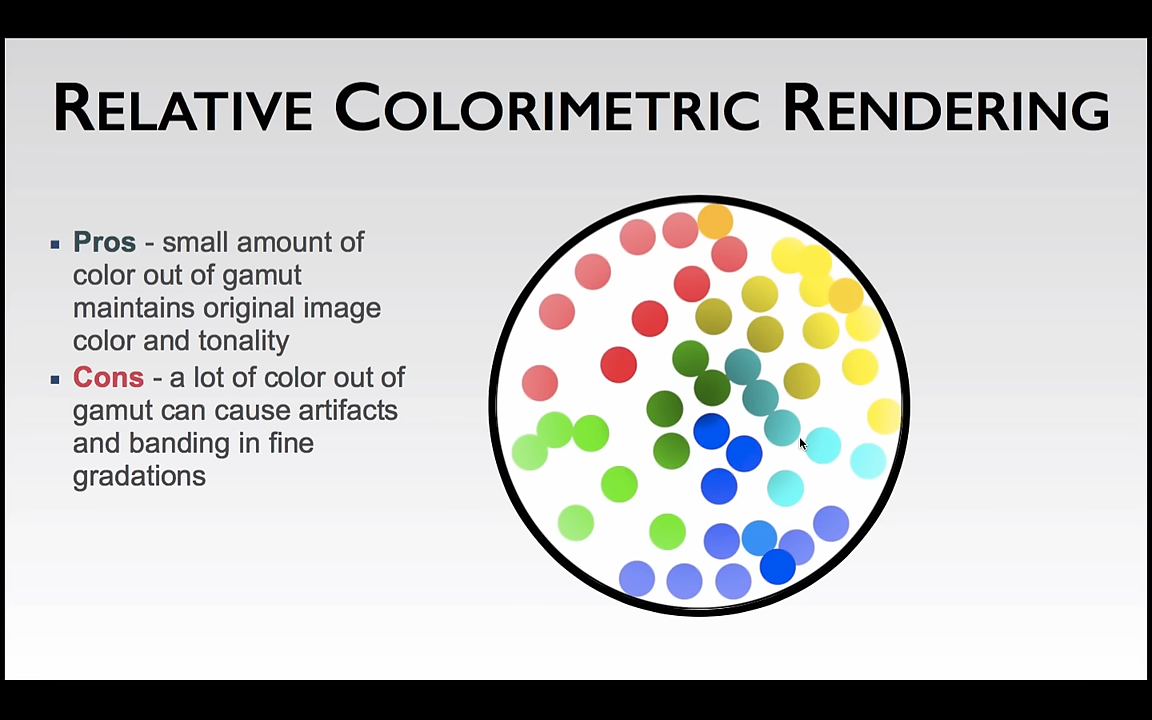 Relative Colorimetric Rendering
▪ Pros - small amount of
color out of gamut
maintains original image
color and tonality
▪ Cons - a lot of color out of
gamut can cause artifacts
and banding in fine
gradations